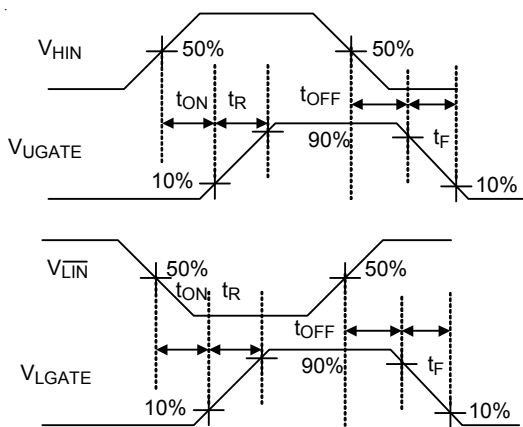 VHIN
50%
50%
tON
tR
tOFF
VUGATE
90%
tF
10%
10%
VLIN
50%
50%
tON
tR
tOFF
VLGATE
90%
tF
10%
10%